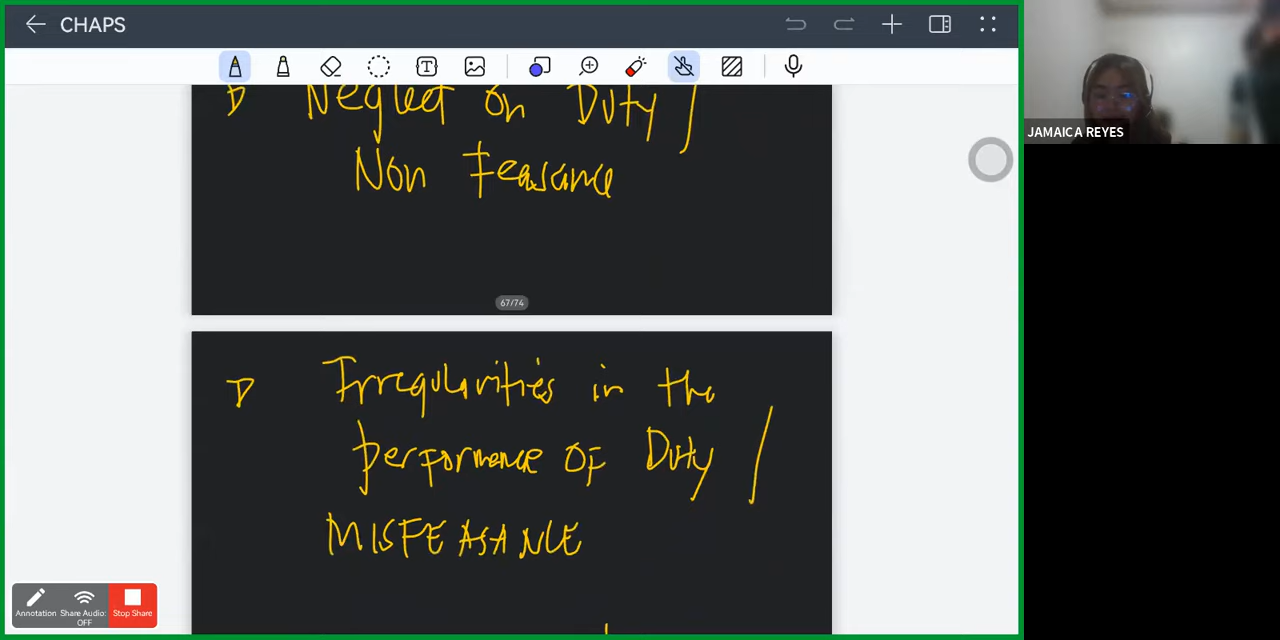 CHAPS
JAMAICA REYES
Neglect on Duty /
Non Feasance
67/74
Irregularities in the
performance OF Duty /
MISFEASANCE
Annotation
Share Audio:
OFF
Stop Share